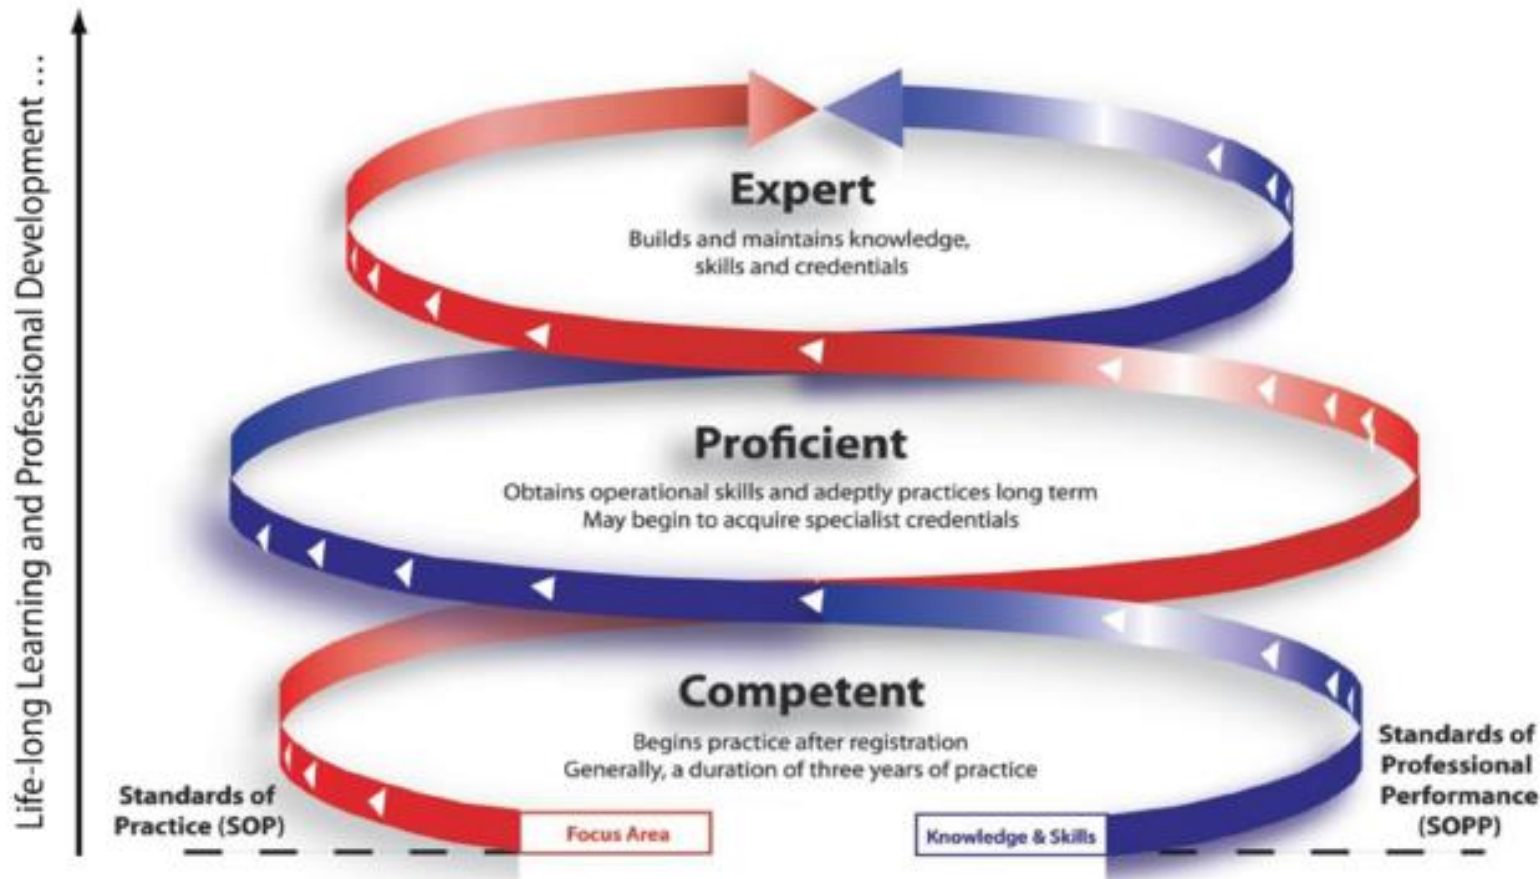 Life-long Learning and Professional Development ...
Expert
Builds and maintains knowledge,
skills and credentials
Proficient
Obtains operational skills and adeptly practices long term
May begin to acquire specialist credentials
Competent
Begins practice after registration
Generally, a duration of three years of practice
Standards of
Practice (SOP)
Focus Area
Knowledge & Skills
Standards of
Professional
Performance
(SOPP)